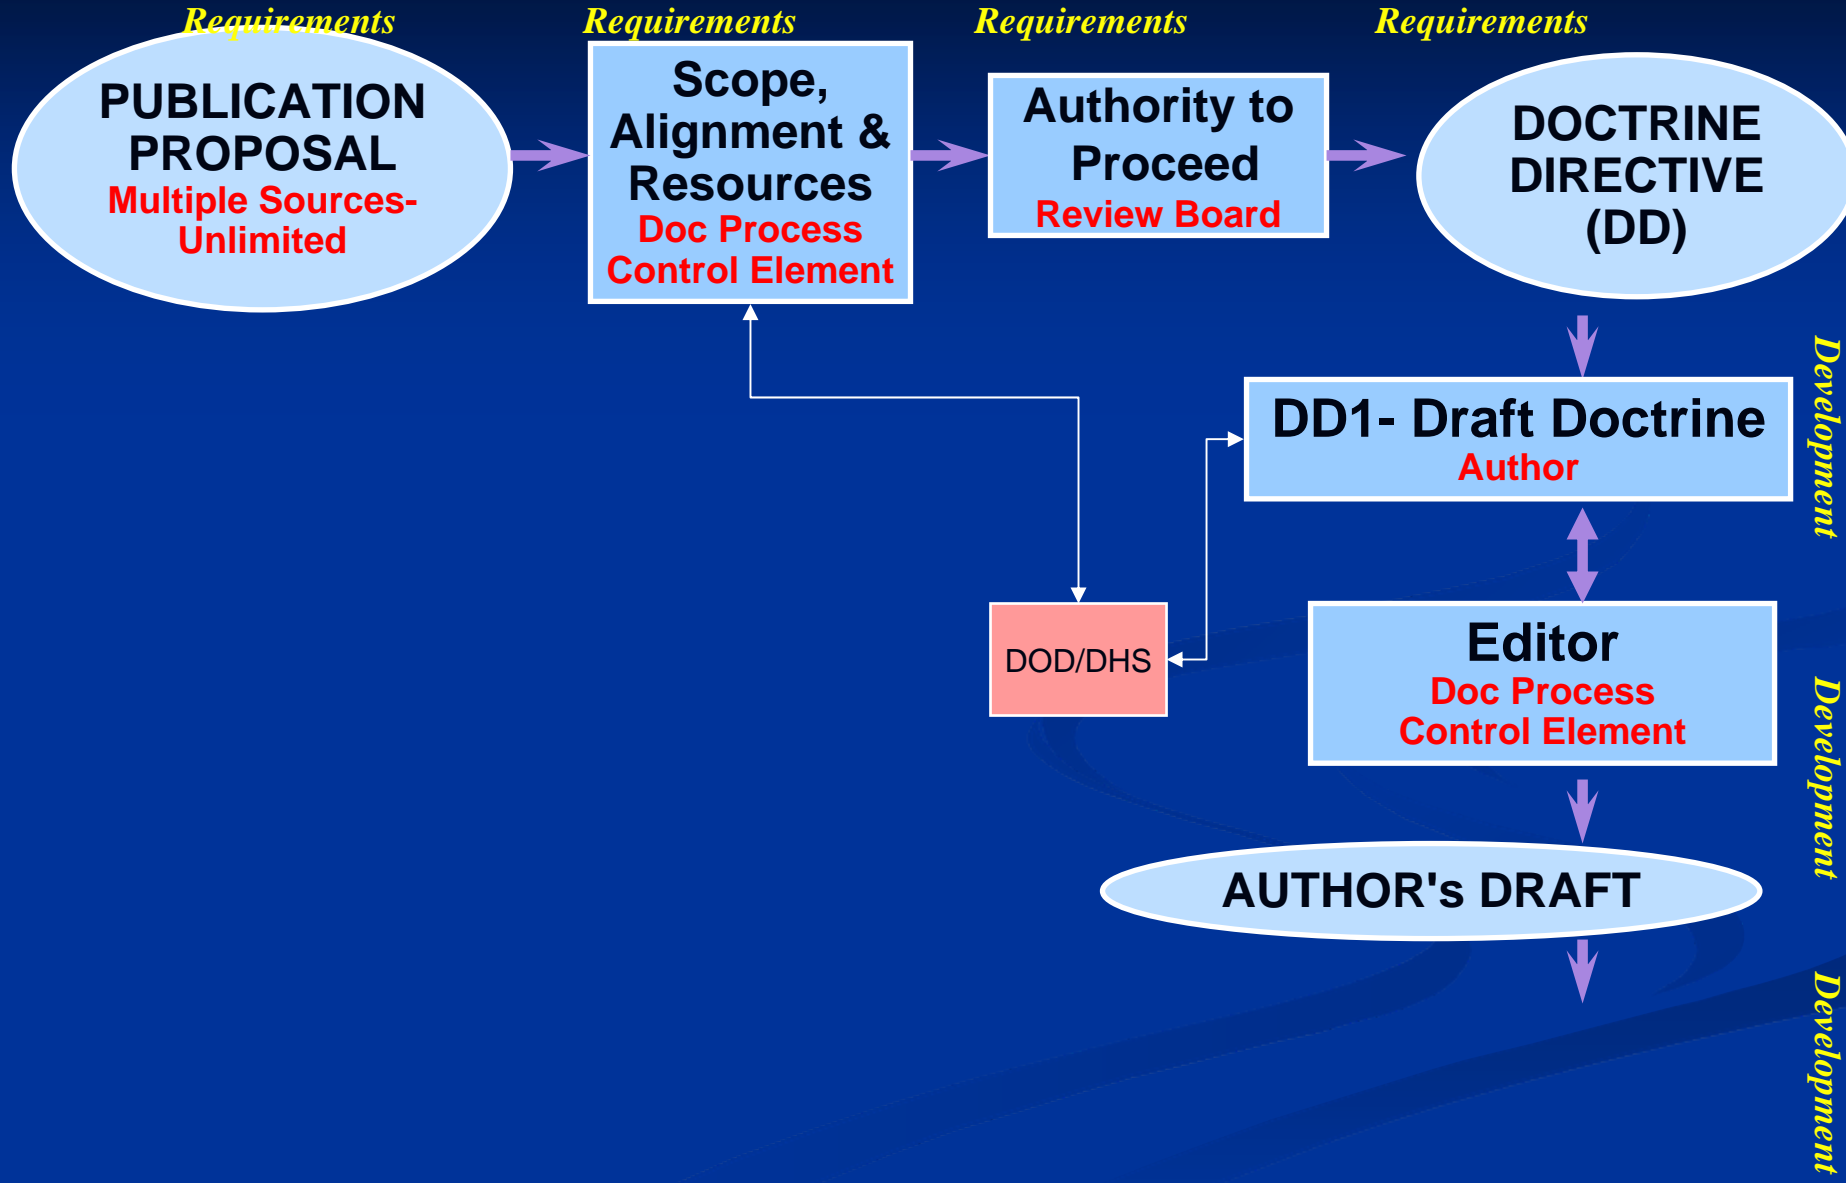 Requirements
Requirements
Requirements
Requirements
PUBLICATION
PROPOSAL
Multiple Sources-
Unlimited
Scope,
Alignment &
Resources
Doc Process
Control Element
Authority to
Proceed
Review Board
DOCTRINE
DIRECTIVE
(DD)
Development
DD1- Draft Doctrine
Author
DOD/DHS
Editor
Doc Process
Control Element
Development
AUTHOR's DRAFT
Development